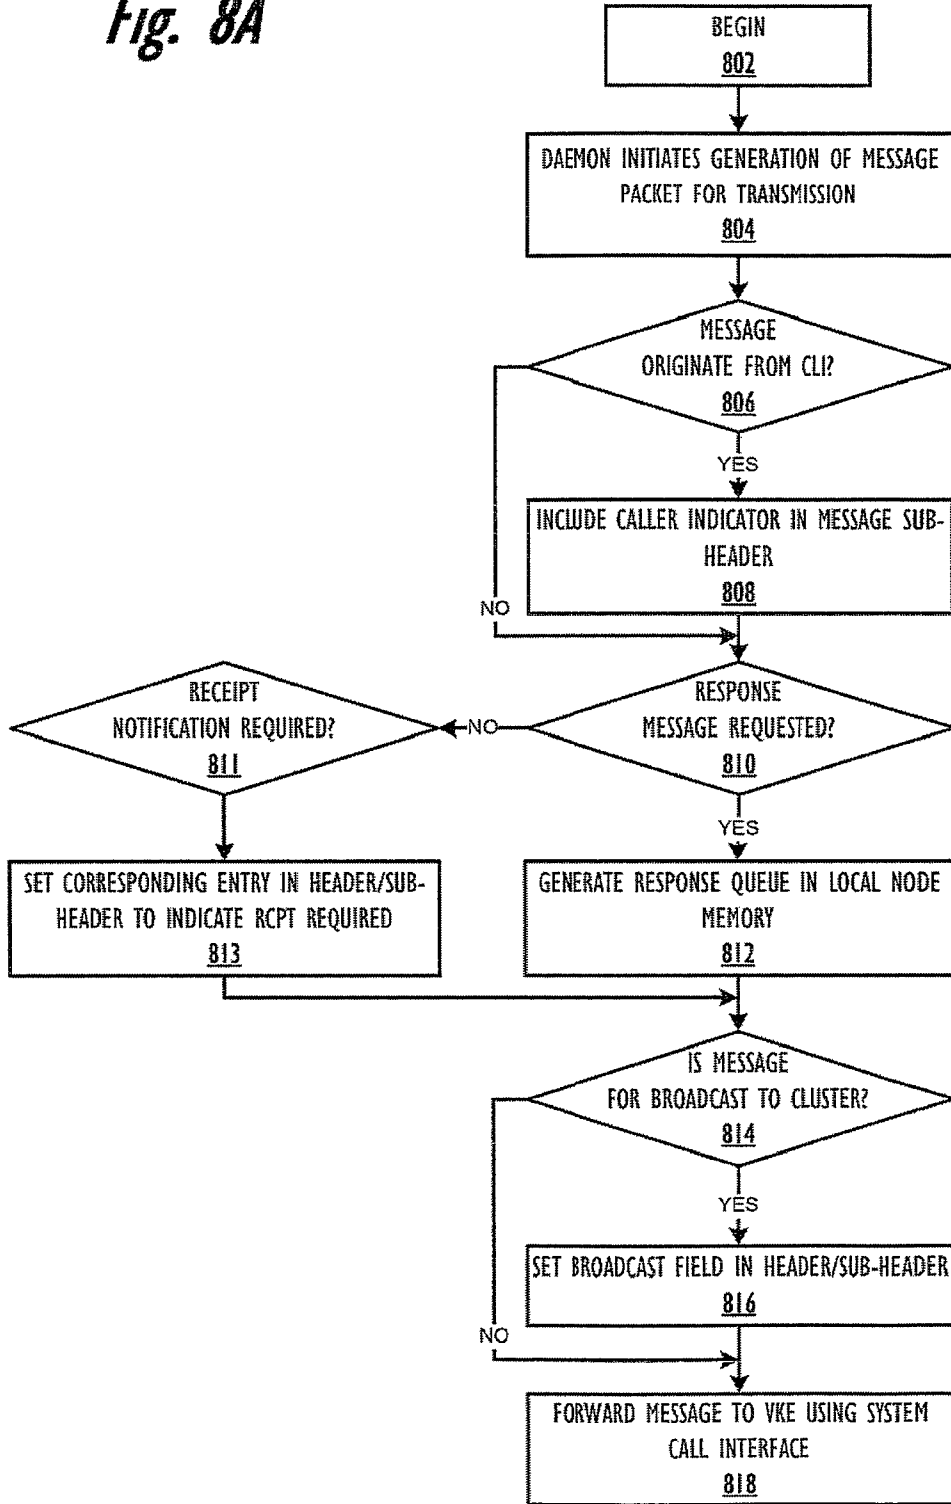 Fig. 8A
BEGIN
802
DAEMON INITIATES GENERATION OF MESSAGE
PACKET FOR TRANSMISSION
804
MESSAGE
ORIGINATE FROM CLI?
806
YES
INCLUDE CALLER INDICATOR IN MESSAGE SUB-
HEADER
808
NO
RESPONSE
MESSAGE REQUESTED?
810
NO
RECEIPT
NOTIFICATION REQUIRED?
811
YES
SET CORRESPONDING ENTRY IN HEADER/SUB-
HEADER TO INDICATE RCPT REQUIRED
813
GENERATE RESPONSE QUEUE IN LOCAL NODE
MEMORY
812
IS MESSAGE
FOR BROADCAST TO CLUSTER?
814
YES
SET BROADCAST FIELD IN HEADER/SUB-HEADER
816
NO
FORWARD MESSAGE TO VKE USING SYSTEM
CALL INTERFACE
818